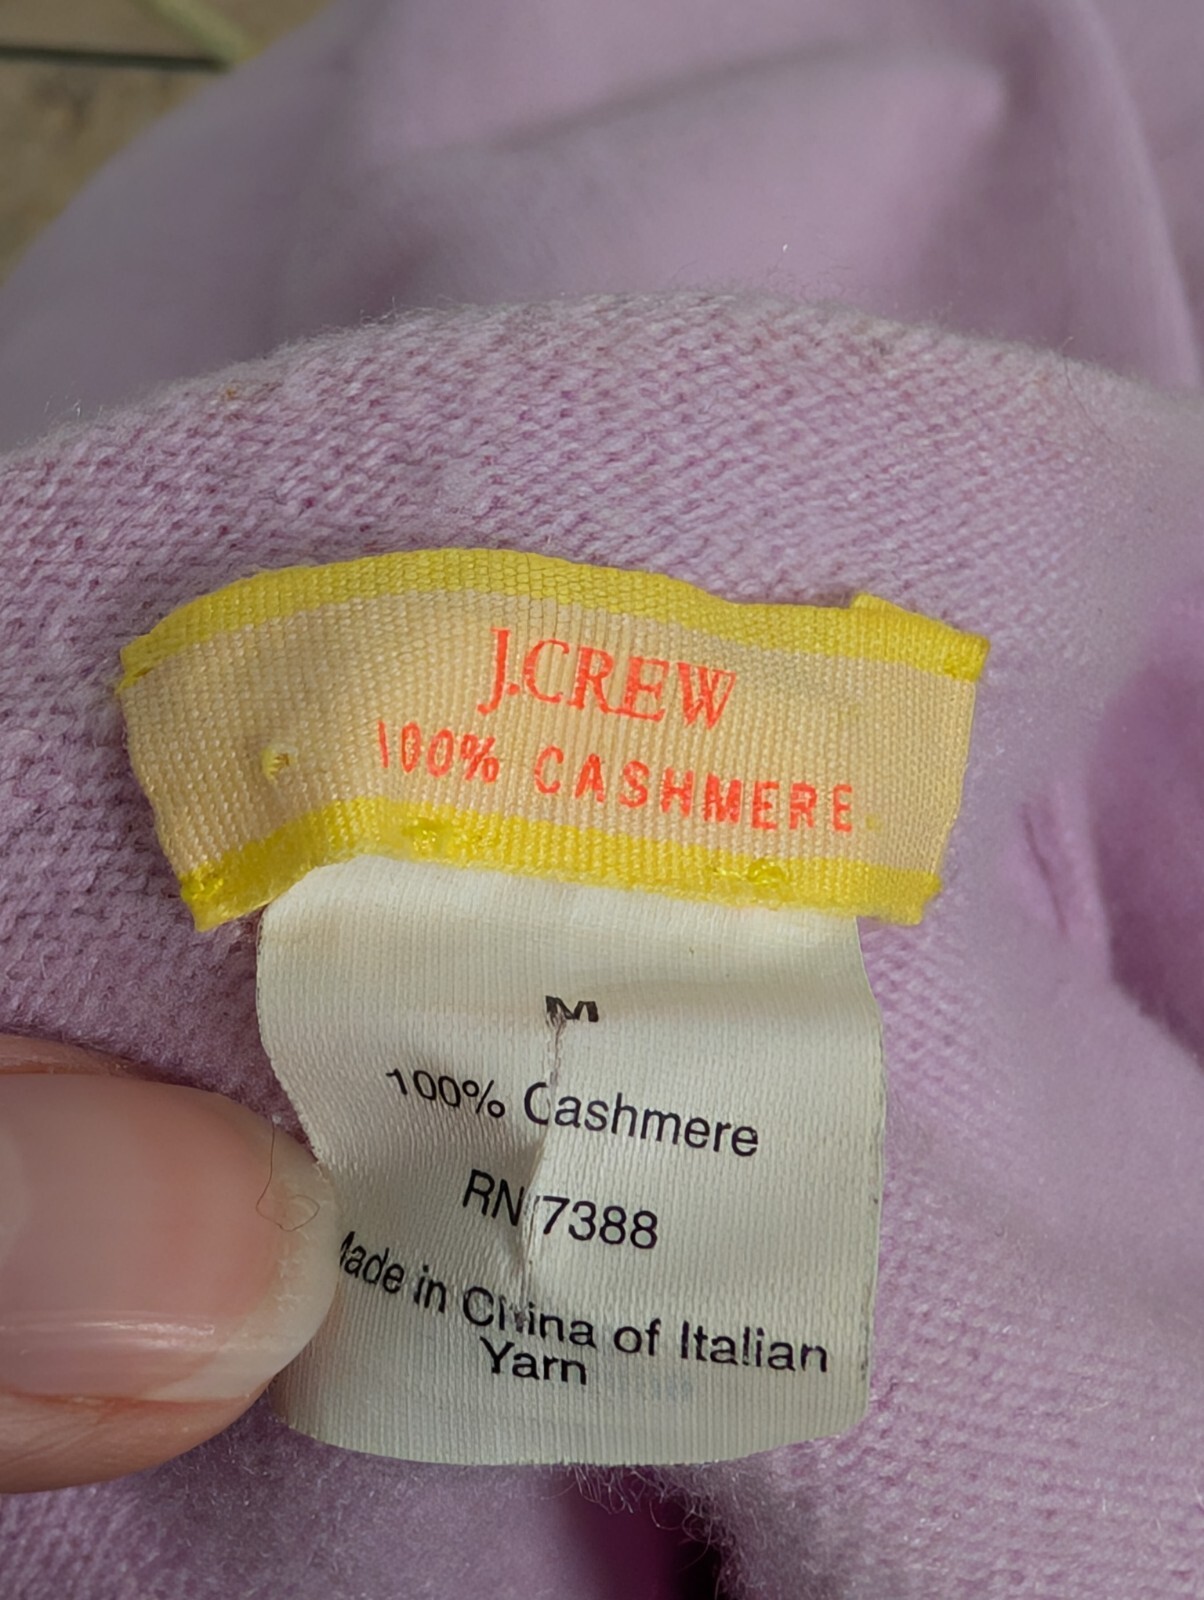 J.CREW
100% CASHMERE
M
100% Cashmere
RN 7388
Made in China of Italian
Yarn